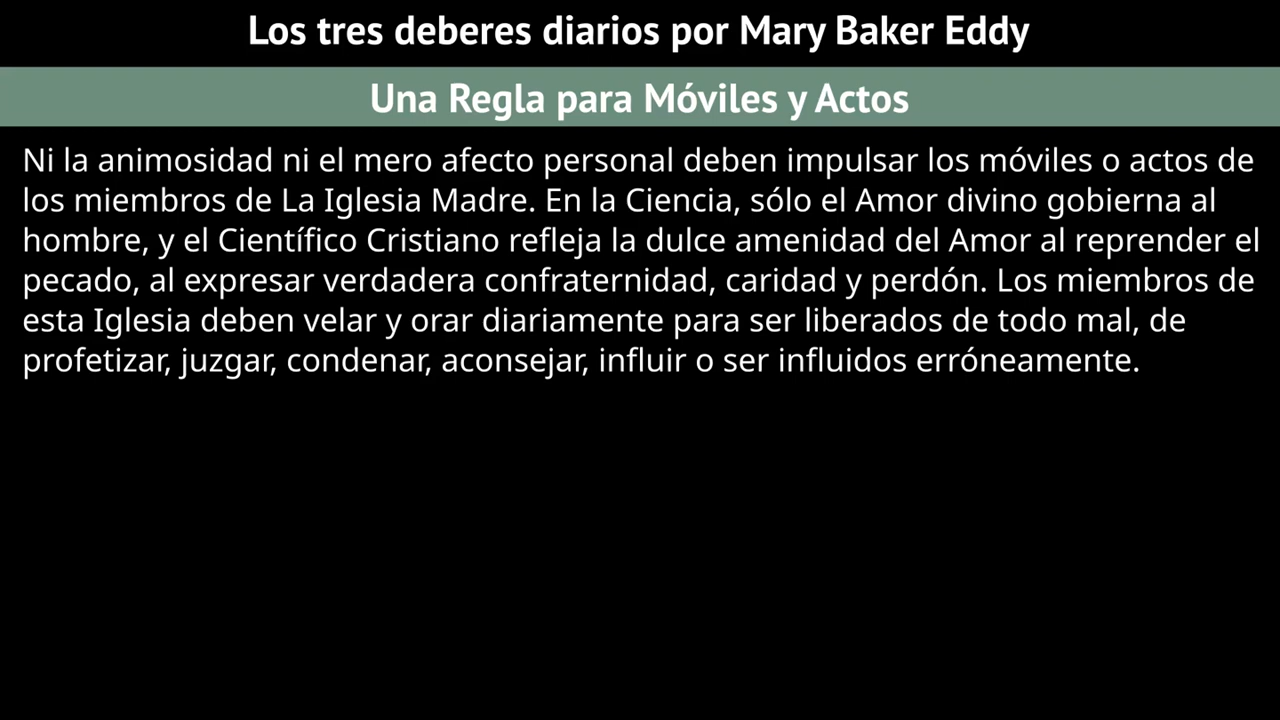 Los tres deberes diarios por Mary Baker Eddy
Una Regla para Móviles y Actos
Ni la animosidad ni el mero afecto personal deben impulsar los móviles o actos de
los miembros de La Iglesia Madre. En la Ciencia, sólo el Amor divino gobierna al
hombre, y el Científico Cristiano refleja la dulce amenidad del Amor al reprender el
pecado, al expresar verdadera confraternidad, caridad y perdón. Los miembros de
esta Iglesia deben velar y orar diariamente para ser liberados de todo mal, de
profetizar, juzgar, condenar, aconsejar, influir o ser influidos erróneamente.